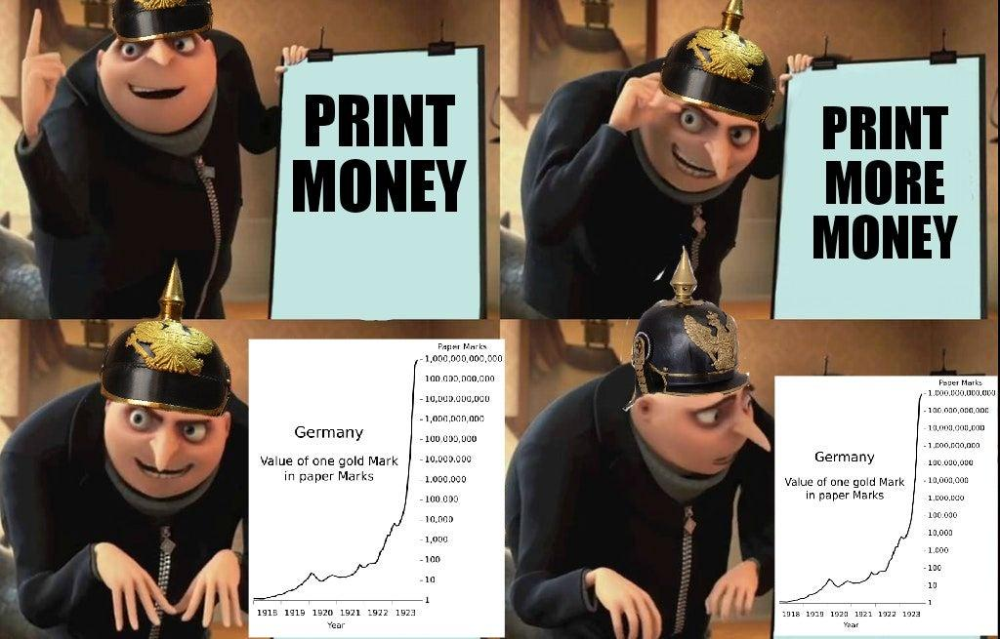 PRINT
MONEY
PRINT
MORE
MONEY
Paper Marks
1,000,000,000,000
100,000,000,000
10,000,000,000
1,000,000,000
100,000,000
10,000,000
1,000,000
100,000
10,000
1,000
100
10
1
Germany
Value of one gold Mark
in paper Marks
1918 1919 1920 1921 1922 1923
Year
Paper Marks
1,000,000,000,000
100,000,000,000
10,000,000,000
1,000,000,000
100,000,000
10,000,000
1,000,000
100,000
10,000
1,000
100
10
1
Germany
Value of one gold Mark
in paper Marks
1918 1919 1920 1921 1922 1923
Year